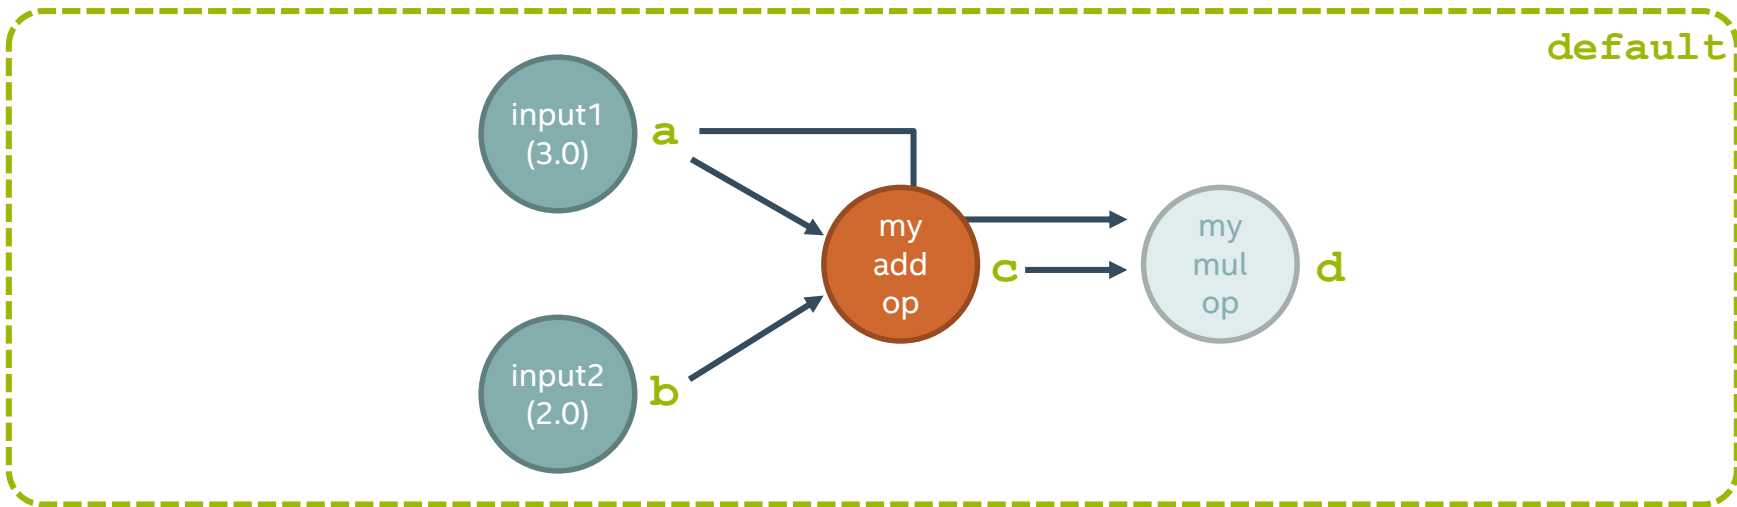 default
input1
(3.0)
a
my
add
op
c
my
mul
op
d
input2
(2.0)
b